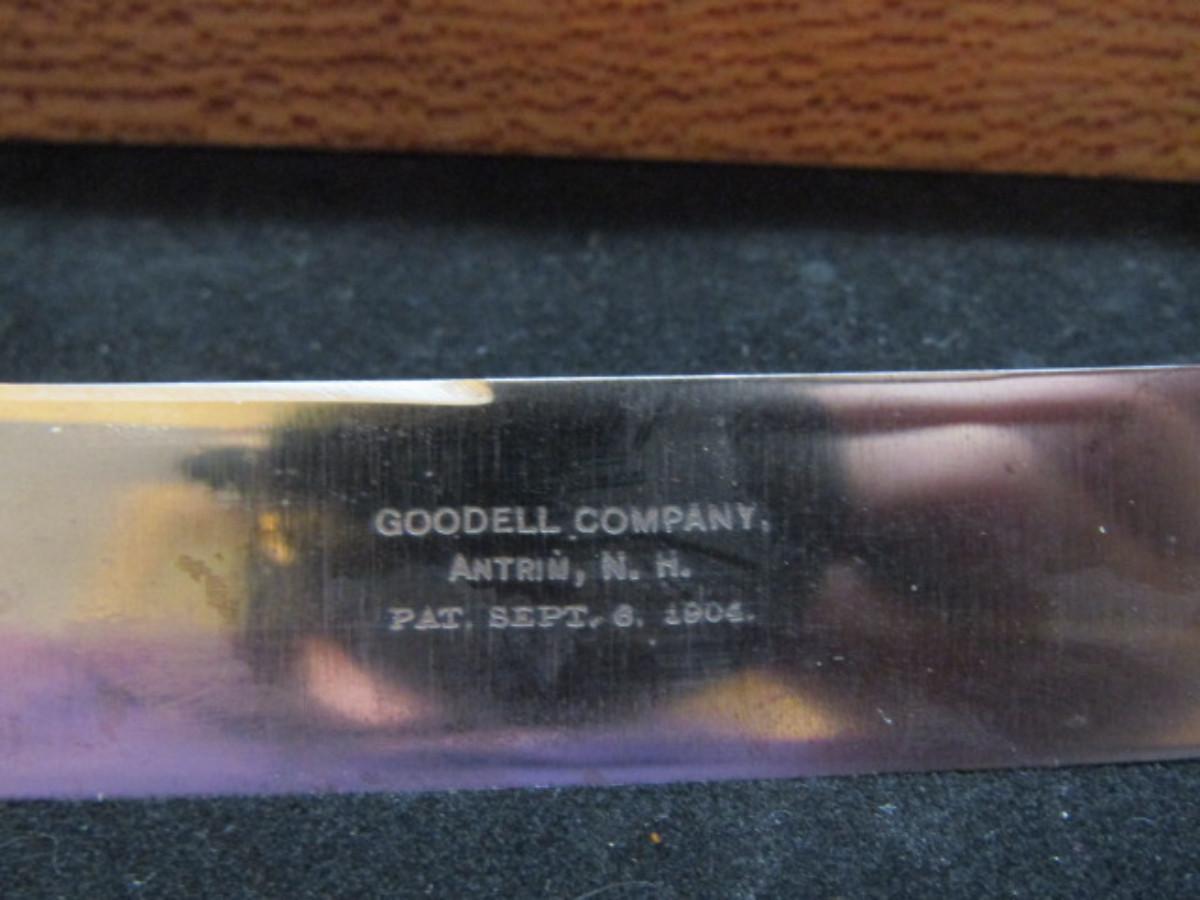 GOODELL COMPANY.
ANTRIM, N. H.
PAT. SEPT. 6. 1904.